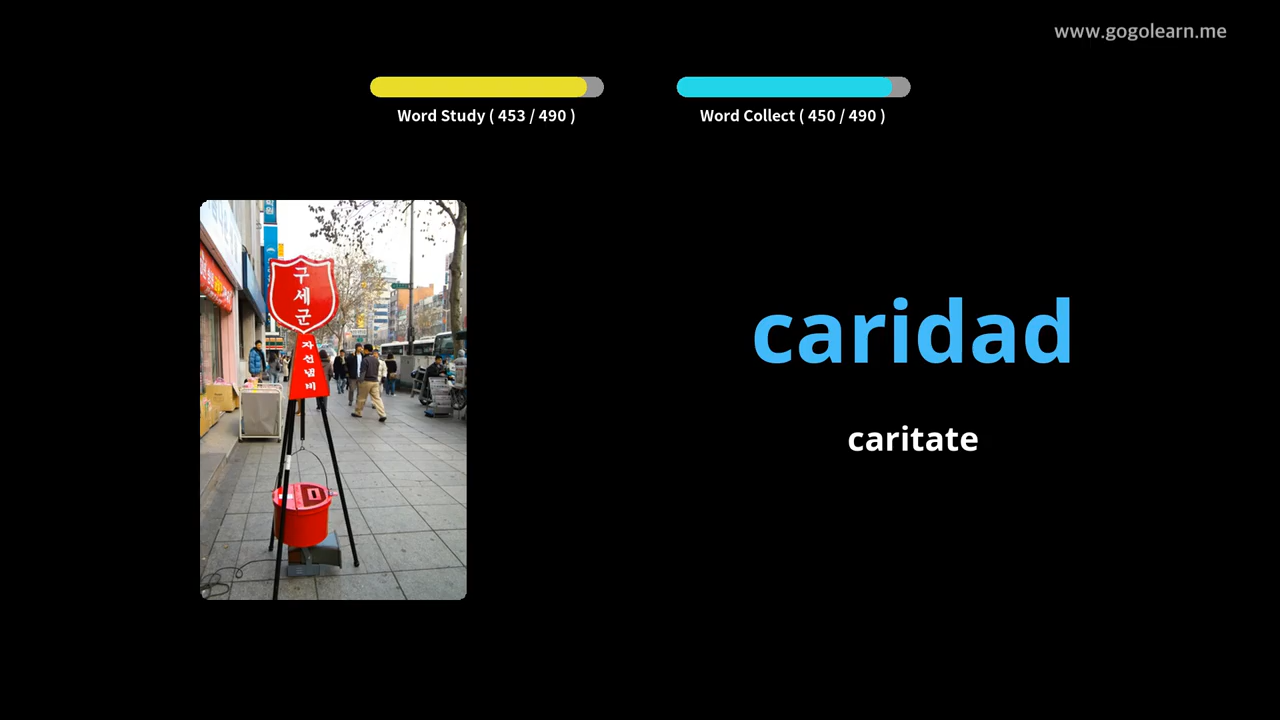 www.gogolearn.me
Word Study ( 453 / 490 )
Word Collect ( 450 / 490 )
구
세
군
자
선
냄
비
caridad
caritate